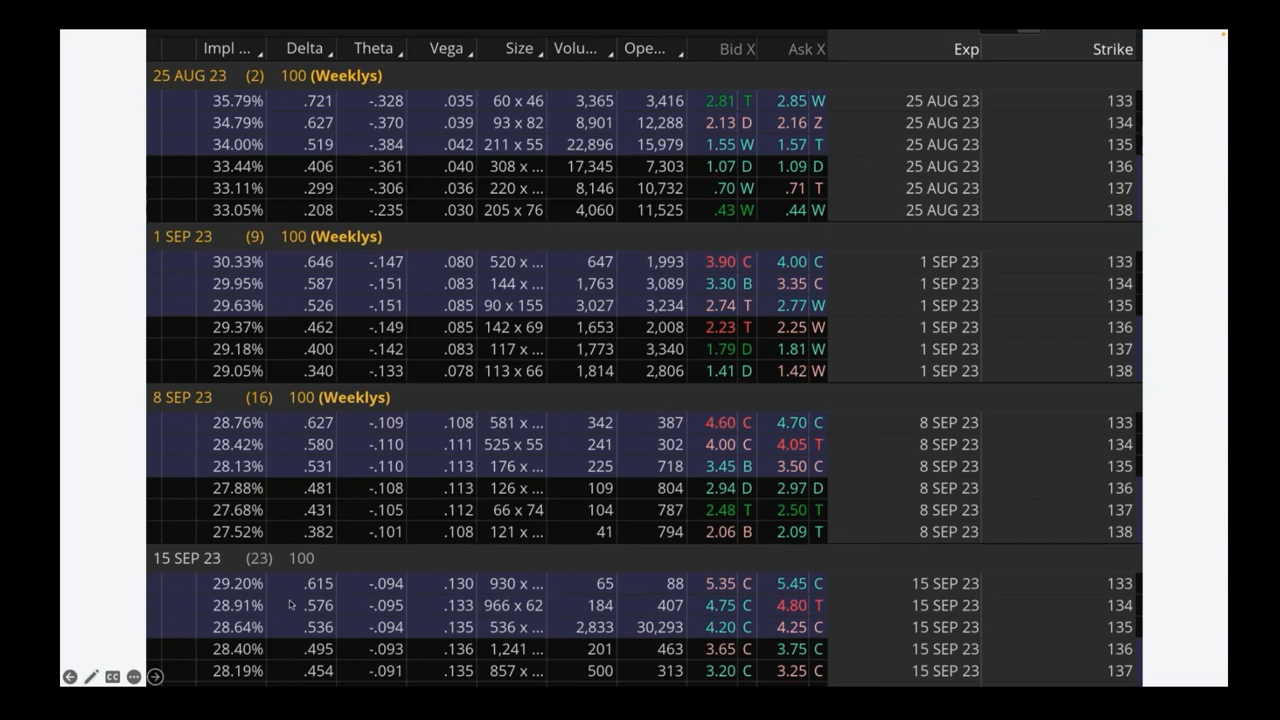 Impl ... Delta Theta Vega Size Volu... Ope... Bid X Ask X Exp Strike
25 AUG 23 (2) 100 (Weeklys)
35.79% .721 -.328 .035 60 x 46 3,365 3,416 2.81 T 2.85 W 25 AUG 23 133
34.79% .627 -.370 .039 93 x 82 8,901 12,288 2.13 D 2.16 Z 25 AUG 23 134
34.00% .519 -.384 .042 211 x 55 22,896 15,979 1.55 W 1.57 T 25 AUG 23 135
33.44% .406 -.361 .040 308 x ... 17,345 7,303 1.07 D 1.09 D 25 AUG 23 136
33.11% .299 -.306 .036 220 x ... 8,146 10,732 .70 W .71 T 25 AUG 23 137
33.05% .208 -.235 .030 205 x 76 4,060 11,525 .43 W .44 W 25 AUG 23 138
1 SEP 23 (9) 100 (Weeklys)
30.33% .646 -.147 .080 520 x ... 647 1,993 3.90 C 4.00 C 1 SEP 23 133
29.95% .587 -.151 .083 144 x ... 1,763 3,089 3.30 B 3.35 C 1 SEP 23 134
29.63% .526 -.151 .085 90 x 155 3,027 3,234 2.74 T 2.77 W 1 SEP 23 135
29.37% .462 -.149 .085 142 x 69 1,653 2,008 2.23 T 2.25 W 1 SEP 23 136
29.18% .400 -.142 .083 117 x ... 1,773 3,340 1.79 D 1.81 W 1 SEP 23 137
29.05% .340 -.133 .078 113 x 66 1,814 2,806 1.41 D 1.42 W 1 SEP 23 138
8 SEP 23 (16) 100 (Weeklys)
28.76% .627 -.109 .108 581 x ... 342 387 4.60 C 4.70 C 8 SEP 23 133
28.42% .580 -.110 .111 525 x 55 241 302 4.00 C 4.05 T 8 SEP 23 134
28.13% .531 -.110 .113 176 x ... 225 718 3.45 B 3.50 C 8 SEP 23 135
27.88% .481 -.108 .113 126 x ... 109 804 2.94 D 2.97 D 8 SEP 23 136
27.68% .431 -.105 .112 66 x 74 104 787 2.48 T 2.50 T 8 SEP 23 137
27.52% .382 -.101 .108 121 x ... 41 794 2.06 B 2.09 T 8 SEP 23 138
15 SEP 23 (23) 100
29.20% .615 -.094 .130 930 x ... 65 88 5.35 C 5.45 C 15 SEP 23 133
28.91% .576 -.095 .133 966 x 62 184 407 4.75 C 4.80 T 15 SEP 23 134
28.64% .536 -.094 .135 536 x ... 2,833 30,293 4.20 C 4.25 C 15 SEP 23 135
28.40% .495 -.093 .136 1,241 ... 201 463 3.65 C 3.75 C 15 SEP 23 136
28.19% .454 -.091 .135 857 x ... 500 313 3.20 C 3.25 C 15 SEP 23 137
CC